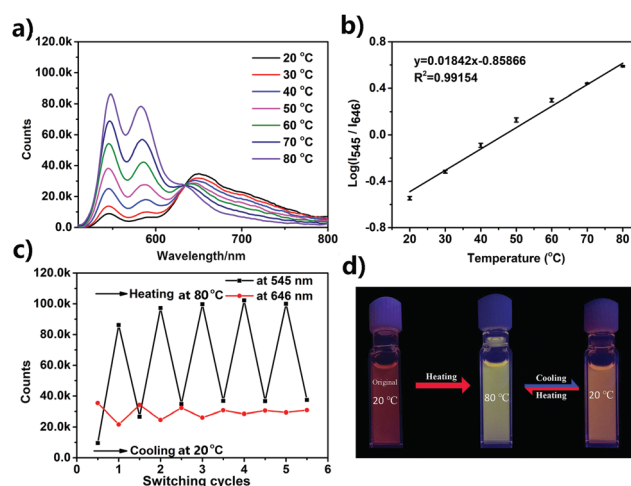 a)
120.0k
100.0k
80.0k
60.0k
40.0k
20.0k
0.0
Counts
20 °C
30 °C
40 °C
50 °C
60 °C
70 °C
80 °C
600
700
800
Wavelength/nm
b)
0.8
0.4
0.0
-0.4
-0.8
Log(I545 / I646)
y=0.01842x-0.85866
R²=0.99154
20 30 40 50 60 70 80
Temperature (°C)
c)
120.0k
100.0k
80.0k
60.0k
40.0k
20.0k
0.0
Counts
at 545 nm
at 646 nm
Heating at 80°C
Cooling at 20°C
0 1 2 3 4 5 6
Switching cycles
d)
Original
20 °C
Heating
80 °C
Cooling
Heating
20 °C